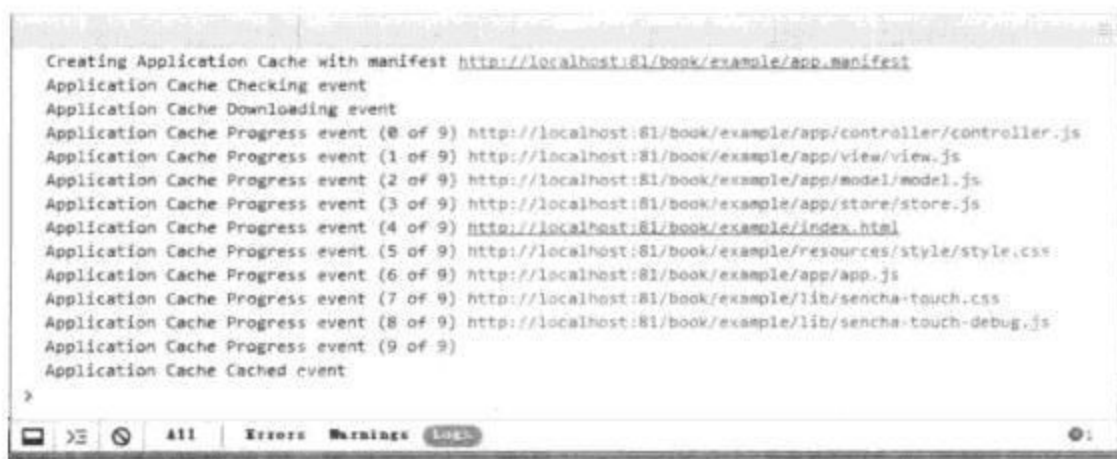 Creating Application Cache with manifest http://localhost:81/book/example/app.manifest
Application Cache Checking event
Application Cache Downloading event
Application Cache Progress event (0 of 9) http://localhost:81/book/example/app/controller/controller.js
Application Cache Progress event (1 of 9) http://localhost:81/book/example/app/view/view.js
Application Cache Progress event (2 of 9) http://localhost:81/book/example/app/model/model.js
Application Cache Progress event (3 of 9) http://localhost:81/book/example/app/store/store.js
Application Cache Progress event (4 of 9) http://localhost:81/book/example/index.html
Application Cache Progress event (5 of 9) http://localhost:81/book/example/resources/style/style.css
Application Cache Progress event (6 of 9) http://localhost:81/book/example/app/app.js
Application Cache Progress event (7 of 9) http://localhost:81/book/example/lib/sencha-touch.css
Application Cache Progress event (8 of 9) http://localhost:81/book/example/lib/sencha-touch-debug.js
Application Cache Progress event (9 of 9)
Application Cache Cached event
>
All | Errors Warnings Logs